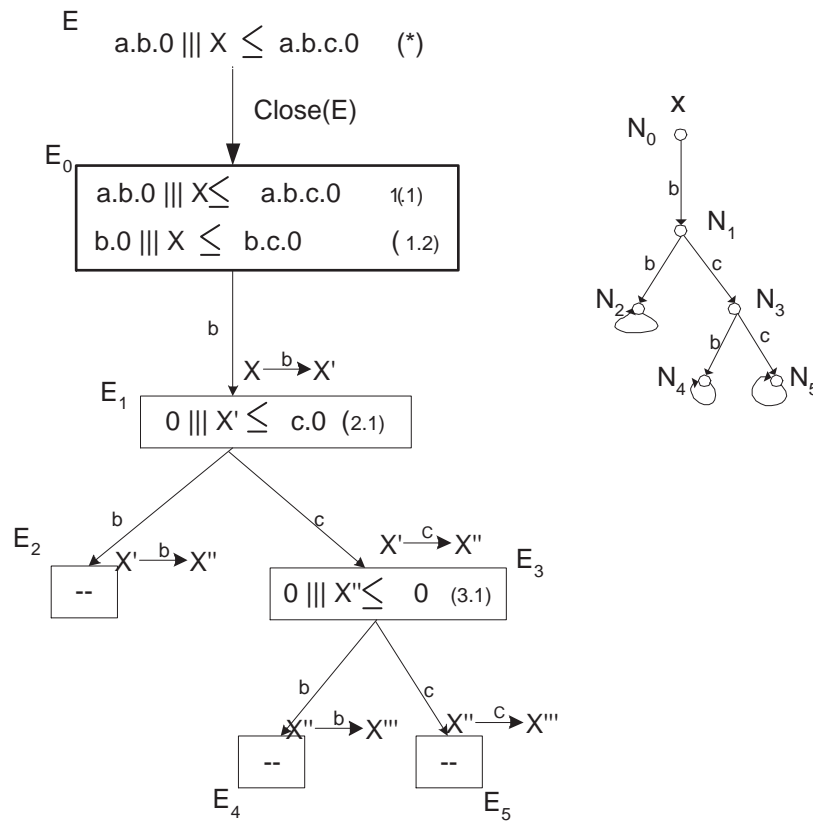 E
a.b.0 ||| X ≤ a.b.c.0 (*)
Close(E)
E0
a.b.0 ||| X ≤ a.b.c.0 1(.1)
b.0 ||| X ≤ b.c.0 ( 1.2)
b
X b X'
E1
0 ||| X' ≤ c.0 (2.1)
b
c
E2
X' b X''
--
X' C X''
E3
0 ||| X'' ≤ 0 (3.1)
b
c
X'' b X'''
X'' C X'''
--
--
E4
E5
X
N0
b
N1
b
c
N2
N3
b
c
N4
N5